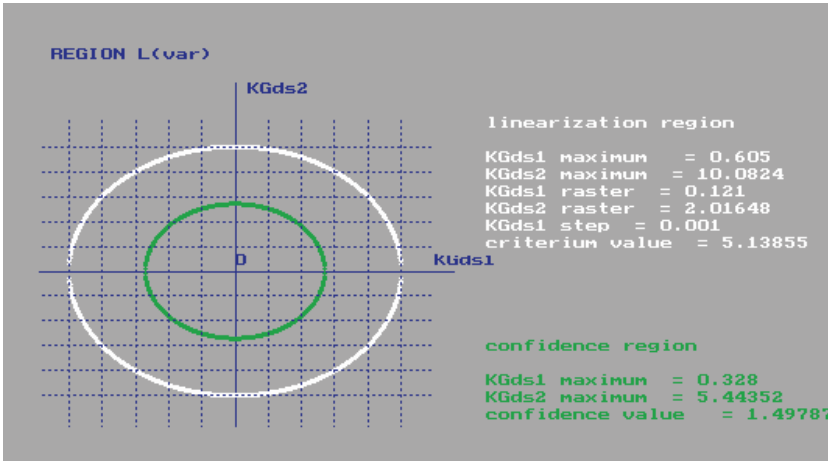 REGION L(var)
KGds2
linearization region
KGds1 maximum = 0.605
KGds2 maximum = 10.0824
KGds1 raster = 0.121
KGds2 raster = 2.01648
KGds1 step = 0.001
criterium value = 5.13855
0
KGds1
confidence region
KGds1 maximum = 0.328
KGds2 maximum = 5.44352
confidence value = 1.49787